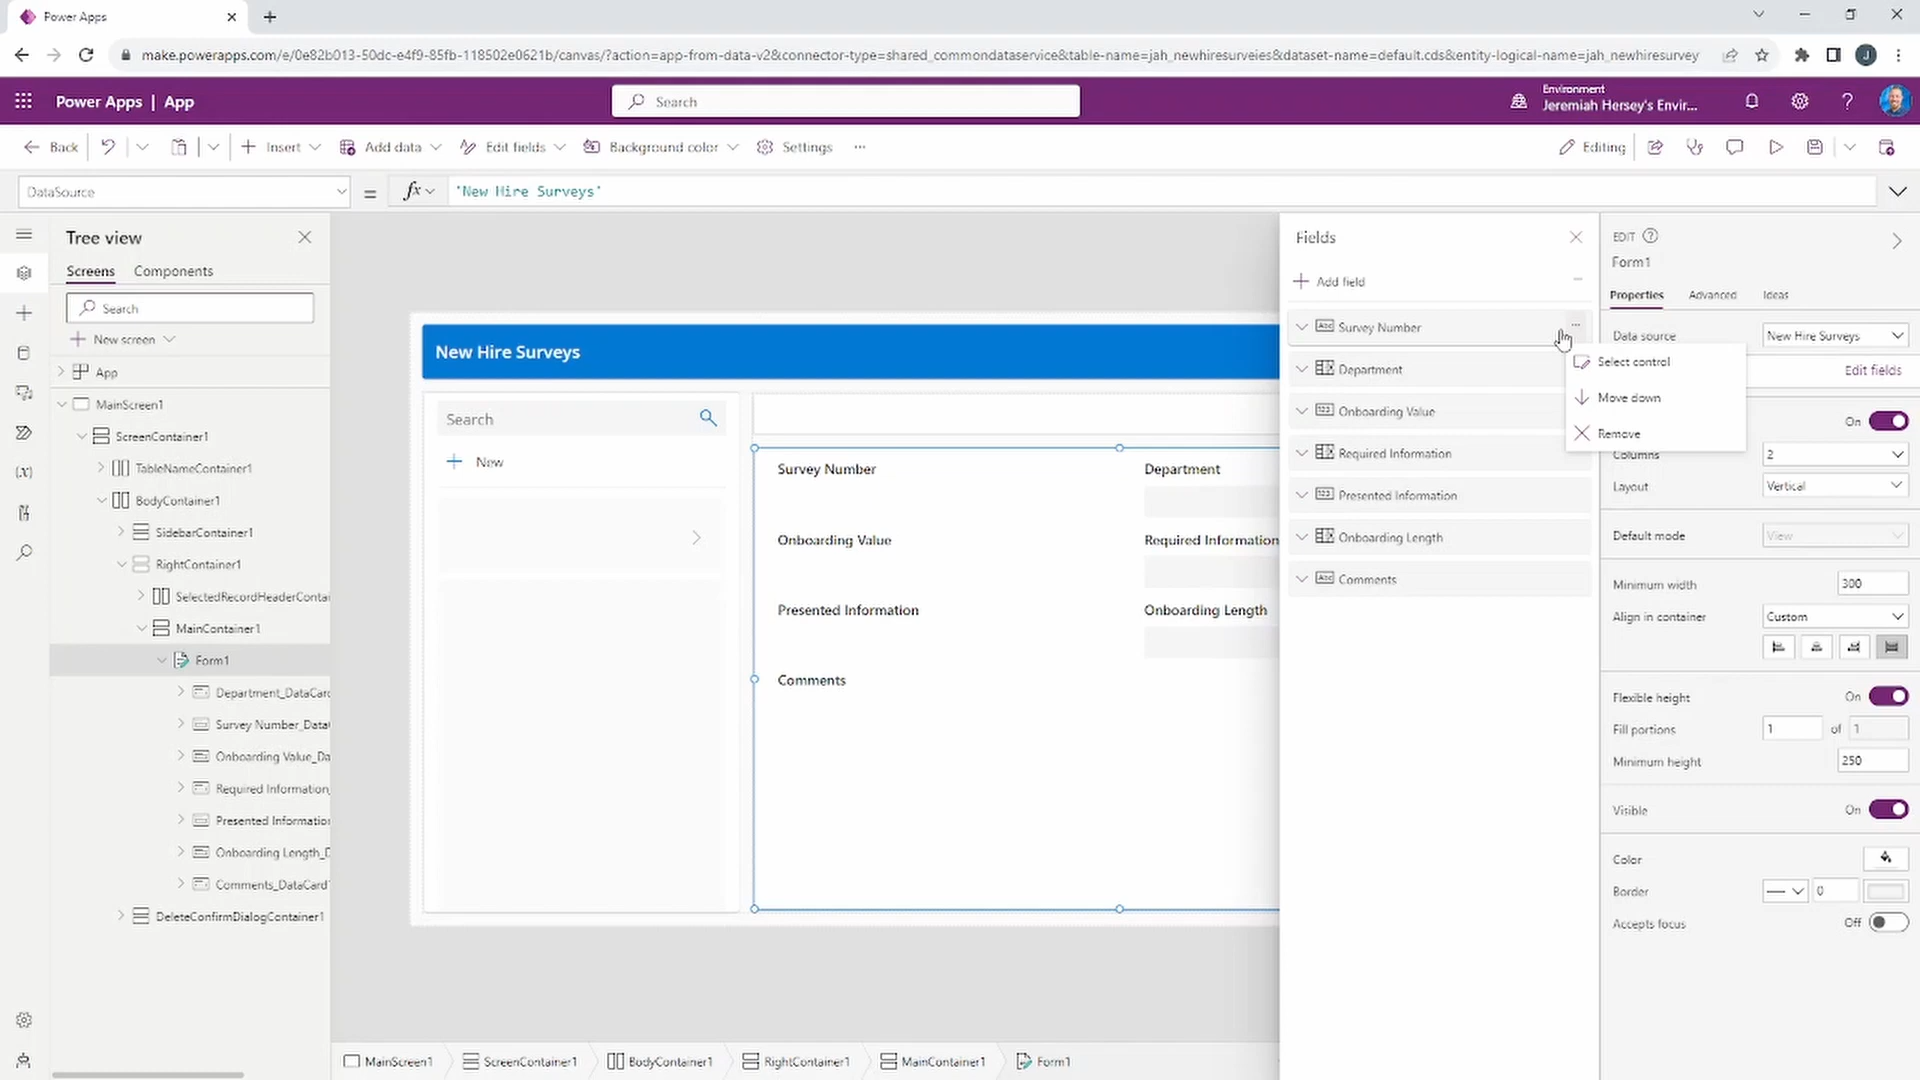 Power Apps
make.powerapps.com/e/0e82b013-50dc-e4f9-85fb-118502e0621b/canvas/?action=app-from-data-v2&connector-type=shared_commondataservice&table-name=jah_newhiresurveies&dataset-name=default.cds&entity-logical-name=jah_newhiresurvey
J
Power Apps | App
Search
Environment
Jeremiah Hersey's Envir...
Back
Insert
Add data
Edit fields
Background color
Settings
Editing
DataSource
=
fx
'New Hire Surveys'
Tree view
Screens
Components
Search
New screen
App
MainScreen1
ScreenContainer1
TableNameContainer1
BodyContainer1
SidebarContainer1
RightContainer1
SelectedRecordHeaderContai
MainContainer1
Form1
Department_DataCard
Survey Number_Data
Onboarding Value_Da
Required Information_
Presented Information
Onboarding Length_D
Comments_DataCard
DeleteConfirmDialogContainer1
New Hire Surveys
Search
New
Survey Number
Department
Onboarding Value
Required Information
Presented Information
Onboarding Length
Comments
Fields
Add field
Survey Number
Department
Onboarding Value
Required Information
Presented Information
Onboarding Length
Comments
Select control
Move down
Remove
EDIT
Form1
Properties
Advanced
Ideas
Data source
New Hire Surveys
Edit fields
On
Columns
2
Layout
Vertical
Default mode
View
Minimum width
300
Align in container
Custom
Flexible height
On
Fill portions
1 of 1
Minimum height
250
Visible
On
Color
Border
0
Accepts focus
Off
MainScreen1
ScreenContainer1
BodyContainer1
RightContainer1
MainContainer1
Form1